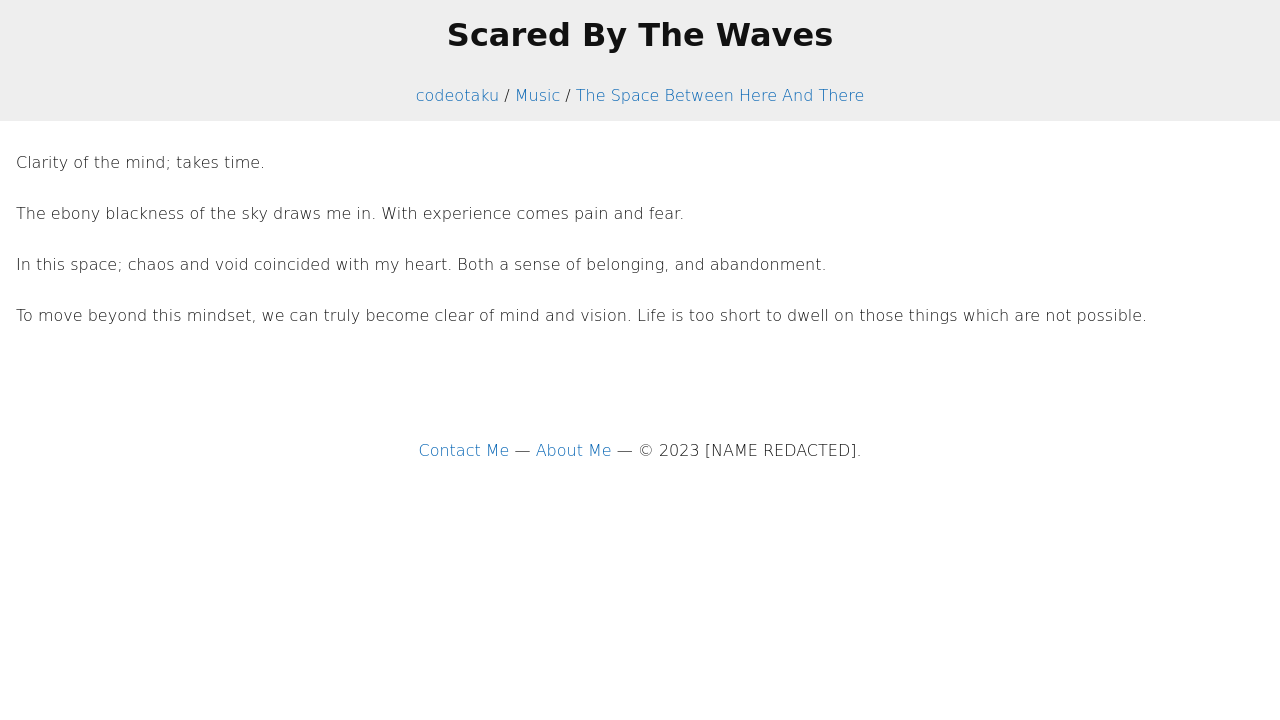 Scared By The Waves
codeotaku / Music / The Space Between Here And There
Clarity of the mind; takes time.
The ebony blackness of the sky draws me in. With experience comes pain and fear.
In this space; chaos and void coincided with my heart. Both a sense of belonging, and abandonment.
To move beyond this mindset, we can truly become clear of mind and vision. Life is too short to dwell on those things which are not possible.
Contact Me — About Me — © 2023 [NAME REDACTED].